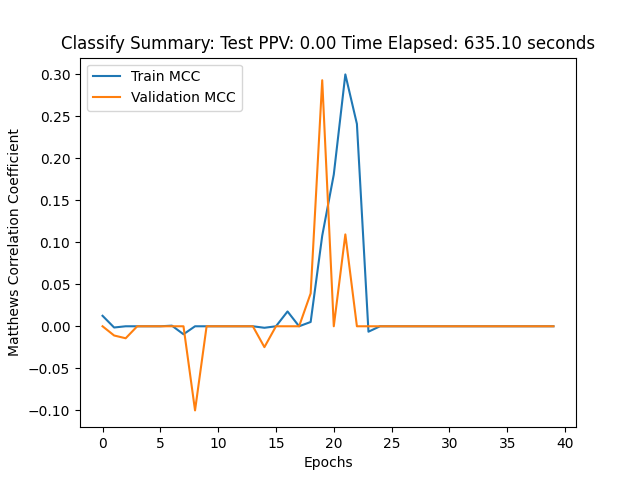 Classify Summary: Test PPV: 0.00 Time Elapsed: 635.10 seconds
Train MCC
Validation MCC
Matthews Correlation Coefficient
0.30
0.25
0.20
0.15
0.10
0.05
0.00
−0.05
−0.10
0 5 10 15 20 25 30 35 40
Epochs